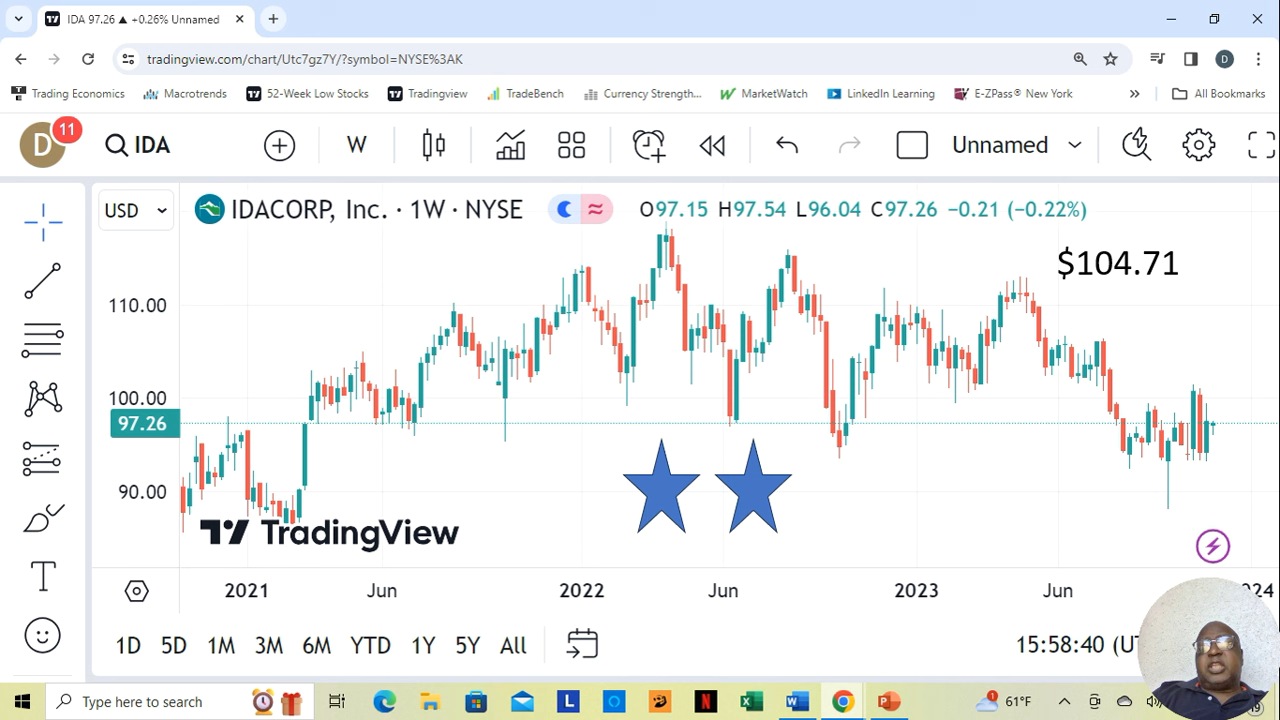 IDA 97.26 ▲ +0.26% Unnamed
tradingview.com/chart/Utc7gz7Y/?symbol=NYSE%3AK
D
Trading Economics Macrotrends 52-Week Low Stocks Tradingview TradeBench Currency Strength... MarketWatch LinkedIn Learning E-ZPass® New York » All Bookmarks
D 11 IDA W Unnamed
USD IDACORP, Inc. · 1W · NYSE O97.15 H97.54 L96.04 C97.26 −0.21 (−0.22%)
$104.71
110.00
100.00
97.26
90.00
TradingView
2021 Jun 2022 Jun 2023 Jun 2024
1D 5D 1M 3M 6M YTD 1Y 5Y All 15:58:40 (UT
Type here to search 61°F